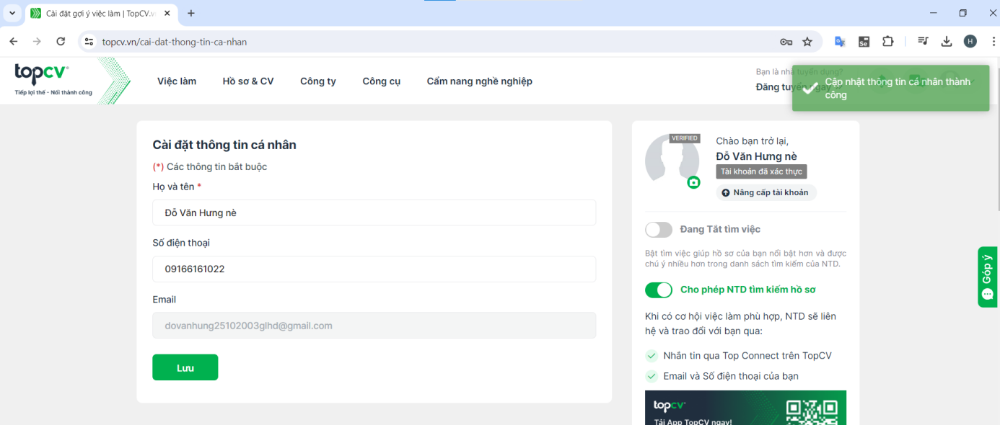 Cài đặt gợi ý việc làm | TopCV.v
topcv.vn/cai-dat-thong-tin-ca-nhan
Se
H
topcv
Tiếp lợi thế - Nối thành công
Việc làm
Hồ sơ & CV
Công ty
Công cụ
Cẩm nang nghề nghiệp
Bạn là nhà tuyển dụng?
Đăng tuyển ngay
Cập nhật thông tin cá nhân thành
công
Cài đặt thông tin cá nhân
(*) Các thông tin bắt buộc
Họ và tên *
Đỗ Văn Hưng nè
Số điện thoại
09166161022
Email
dovanhung25102003glhd@gmail.com
Lưu
VERIFIED
Chào bạn trở lại,
Đỗ Văn Hưng nè
Tài khoản đã xác thực
Nâng cấp tài khoản
Đang Tắt tìm việc
Bật tìm việc giúp hồ sơ của bạn nổi bật hơn và được
chú ý nhiều hơn trong danh sách tìm kiếm của NTD.
Cho phép NTD tìm kiếm hồ sơ
Khi có cơ hội việc làm phù hợp, NTD sẽ liên
hệ và trao đổi với bạn qua:
Nhắn tin qua Top Connect trên TopCV
Email và Số điện thoại của bạn
topcv
Tải App TopCV ngay!
Góp ý